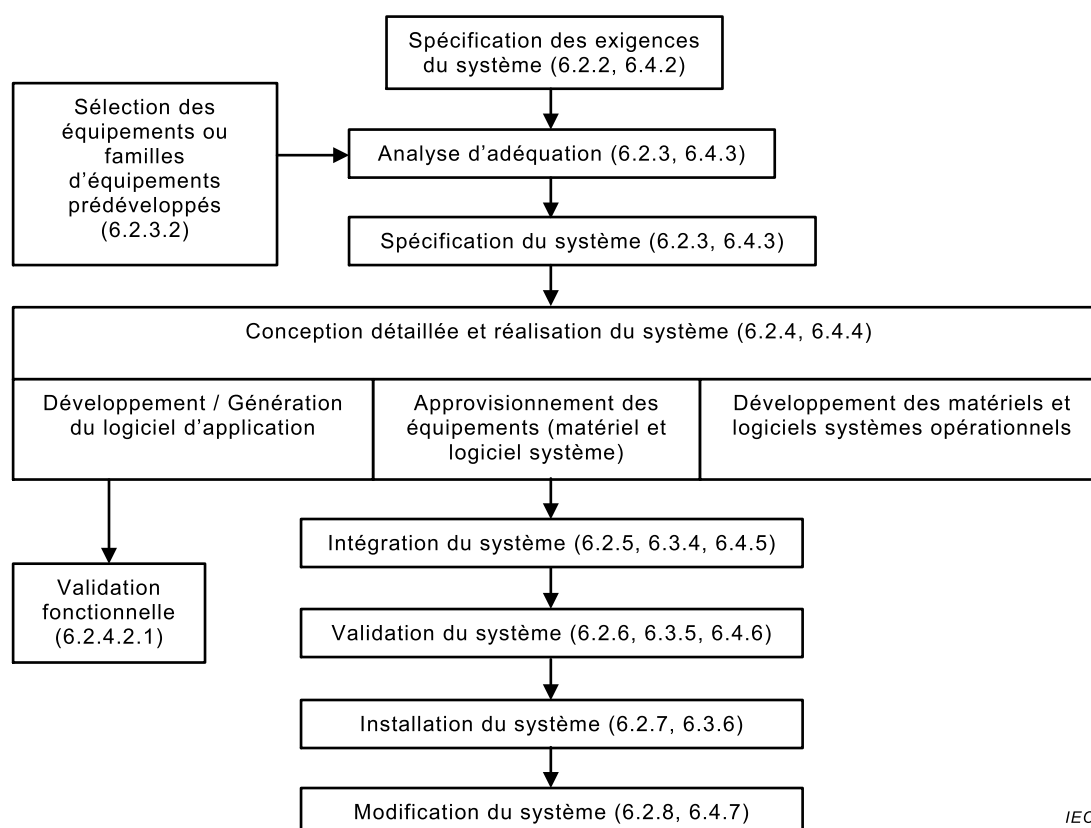 Spécification des exigences
du système (6.2.2, 6.4.2)
Sélection des
équipements ou
familles
d’équipements
prédéveloppés
(6.2.3.2)
Analyse d’adéquation (6.2.3, 6.4.3)
Spécification du système (6.2.3, 6.4.3)
Conception détaillée et réalisation du système (6.2.4, 6.4.4)
Développement / Génération
du logiciel d’application
Approvisionnement des
équipements (matériel et
logiciel système)
Développement des matériels et
logiciels systèmes opérationnels
Intégration du système (6.2.5, 6.3.4, 6.4.5)
Validation
fonctionnelle
(6.2.4.2.1)
Validation du système (6.2.6, 6.3.5, 6.4.6)
Installation du système (6.2.7, 6.3.6)
Modification du système (6.2.8, 6.4.7)
IEC